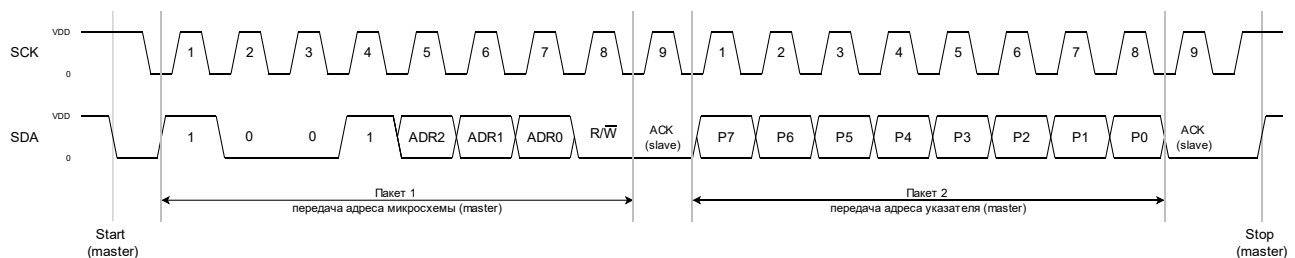 VDD
SCK 1 2 3 4 5 6 7 8 9 1 2 3 4 5 6 7 8 9
0
VDD
SDA 1 0 0 1 ADR2 ADR1 ADR0 R/W̅ ACK (slave) P7 P6 P5 P4 P3 P2 P1 P0 ACK (slave)
0
Пакет 1
передача адреса микросхемы (master)
Пакет 2
передача адреса указателя (master)
Start
(master)
Stop
(master)